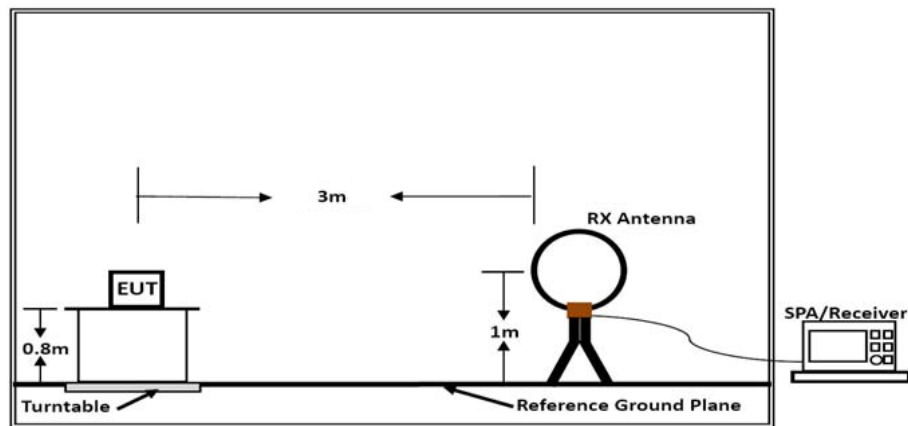 3m
RX Antenna
EUT
SPA/Receiver
0.8m
1m
Turntable
Reference Ground Plane